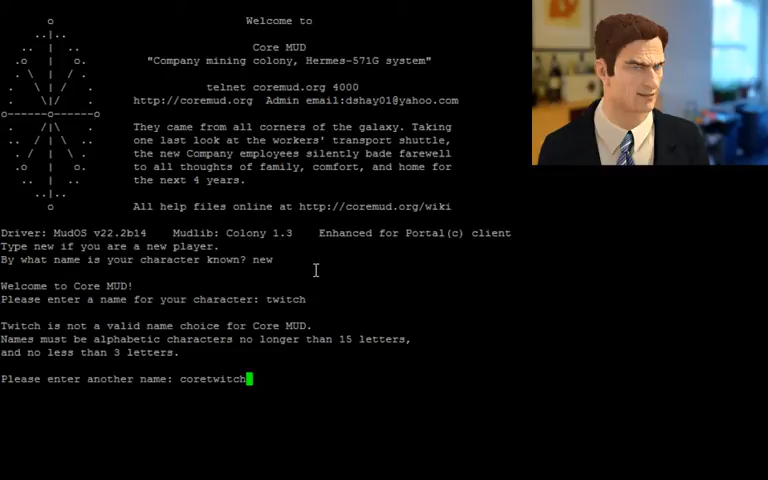 Welcome to
Core MUD
"Company mining colony, Hermes-571G system"
telnet coremud.org 4000
http://coremud.org Admin email:dshay01@yahoo.com
They came from all corners of the galaxy. Taking
one last look at the workers' transport shuttle,
the new Company employees silently bade farewell
to all thoughts of family, comfort, and home for
the next 4 years.
All help files online at http://coremud.org/wiki
Driver: MudOS v22.2b14 Mudlib: Colony 1.3 Enhanced for Portal(c) client
Type new if you are a new player.
By what name is your character known? new
Welcome to Core MUD!
Please enter a name for your character: twitch
Twitch is not a valid name choice for Core MUD.
Names must be alphabetic characters no longer than 15 letters,
and no less than 3 letters.
Please enter another name: coretwitch